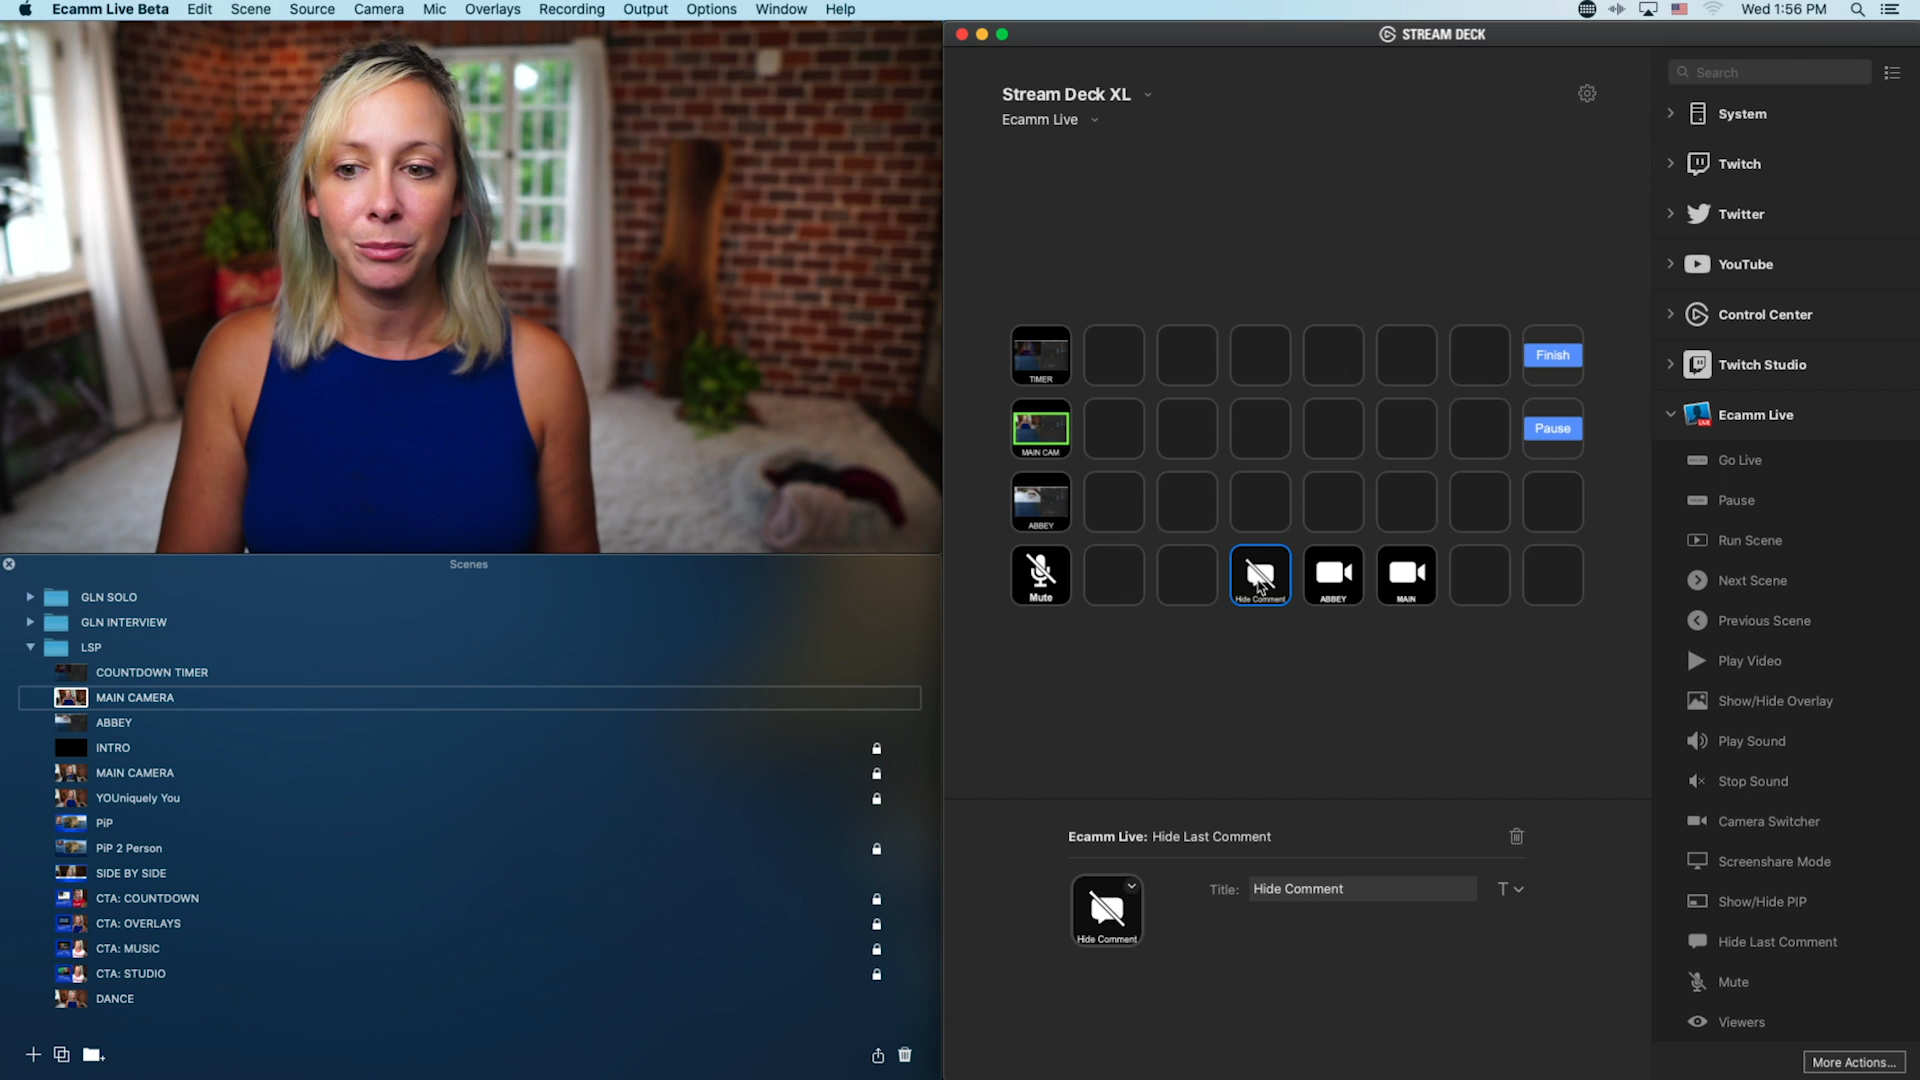 Ecamm Live Beta Edit Scene Source Camera Mic Overlays Recording Output Options Window Help Wed 1:56 PM
STREAM DECK
Stream Deck XL
Ecamm Live
TIMER
Finish
MAIN CAM
Pause
ABBEY
Mute
Hide Comment
ABBEY
MAIN
Ecamm Live: Hide Last Comment
Hide Comment
Title: Hide Comment
T
Search
System
Twitch
Twitter
YouTube
Control Center
Twitch Studio
Ecamm Live
Go Live
Pause
Run Scene
Next Scene
Previous Scene
Play Video
Show/Hide Overlay
Play Sound
Stop Sound
Camera Switcher
Screenshare Mode
Show/Hide PIP
Hide Last Comment
Mute
Viewers
More Actions...
Scenes
GLN SOLO
GLN INTERVIEW
LSP
COUNTDOWN TIMER
MAIN CAMERA
ABBEY
INTRO
MAIN CAMERA
YOUniquely You
PiP
PiP 2 Person
SIDE BY SIDE
CTA: COUNTDOWN
CTA: OVERLAYS
CTA: MUSIC
CTA: STUDIO
DANCE